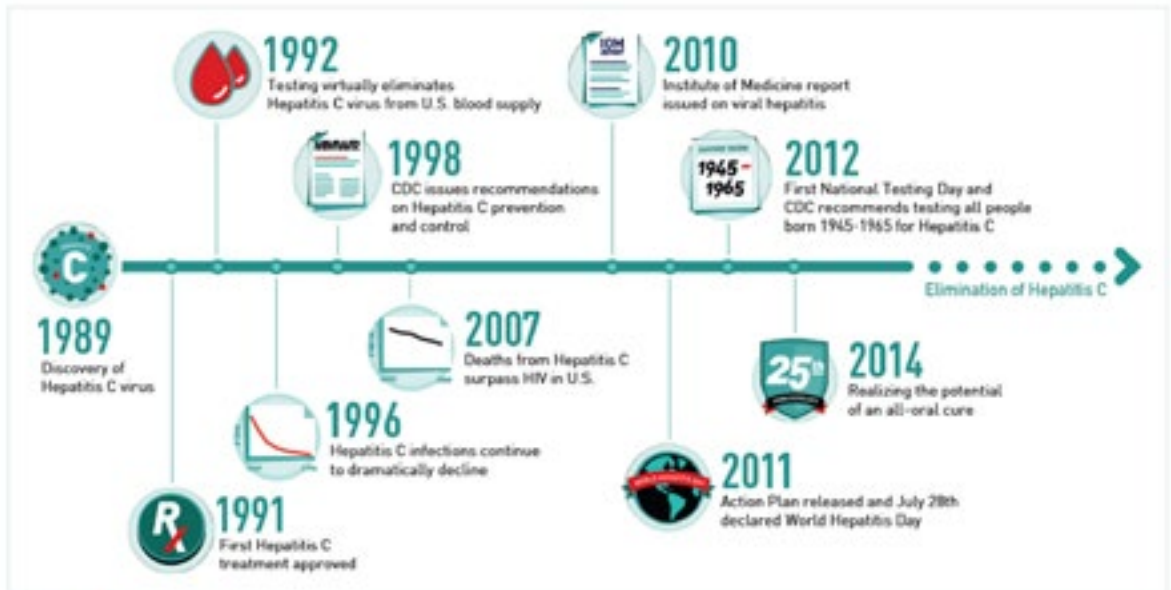 1992
Testing virtually eliminates
Hepatitis C virus from U.S. blood supply
IOM
2010
Institute of Medicine report
issued on viral hepatitis
1998
CDC issues recommendations
on Hepatitis C prevention
and control
1945-
1965
2012
First National Testing Day and
CDC recommends testing all people
born 1945-1965 for Hepatitis C
C
Elimination of Hepatitis C
1989
Discovery of
Hepatitis C virus
2007
Deaths from Hepatitis C
surpass HIV in U.S.
25th
2014
Realizing the potential
of an all-oral cure
1996
Hepatitis C infections continue
to dramatically decline
WORLD HEPATITIS DAY
2011
Action Plan released and July 28th
declared World Hepatitis Day
Rx
1991
First Hepatitis C
treatment approved